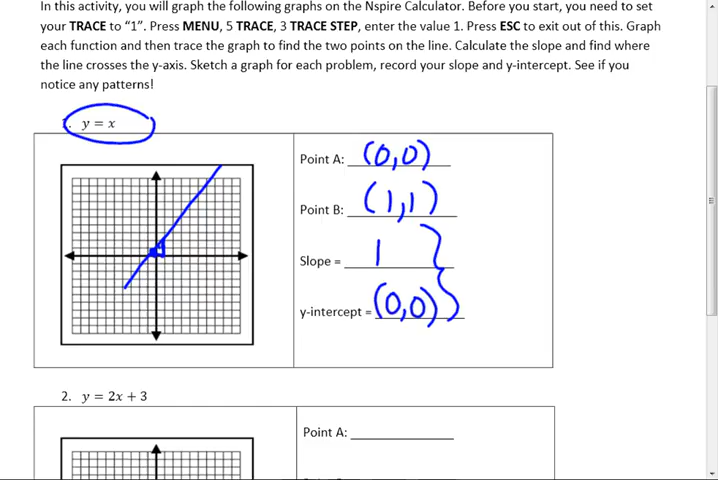 In this activity, you will graph the following graphs on the Nspire Calculator. Before you start, you need to set
your TRACE to “1”. Press MENU, 5 TRACE, 3 TRACE STEP, enter the value 1. Press ESC to exit out of this. Graph
each function and then trace the graph to find the two points on the line. Calculate the slope and find where
the line crosses the y-axis. Sketch a graph for each problem, record your slope and y-intercept. See if you
notice any patterns!
y = x
Point A: (0,0)
Point B: (1,1)
Slope = 1
y-intercept = (0,0)
2. y = 2x + 3
Point A: